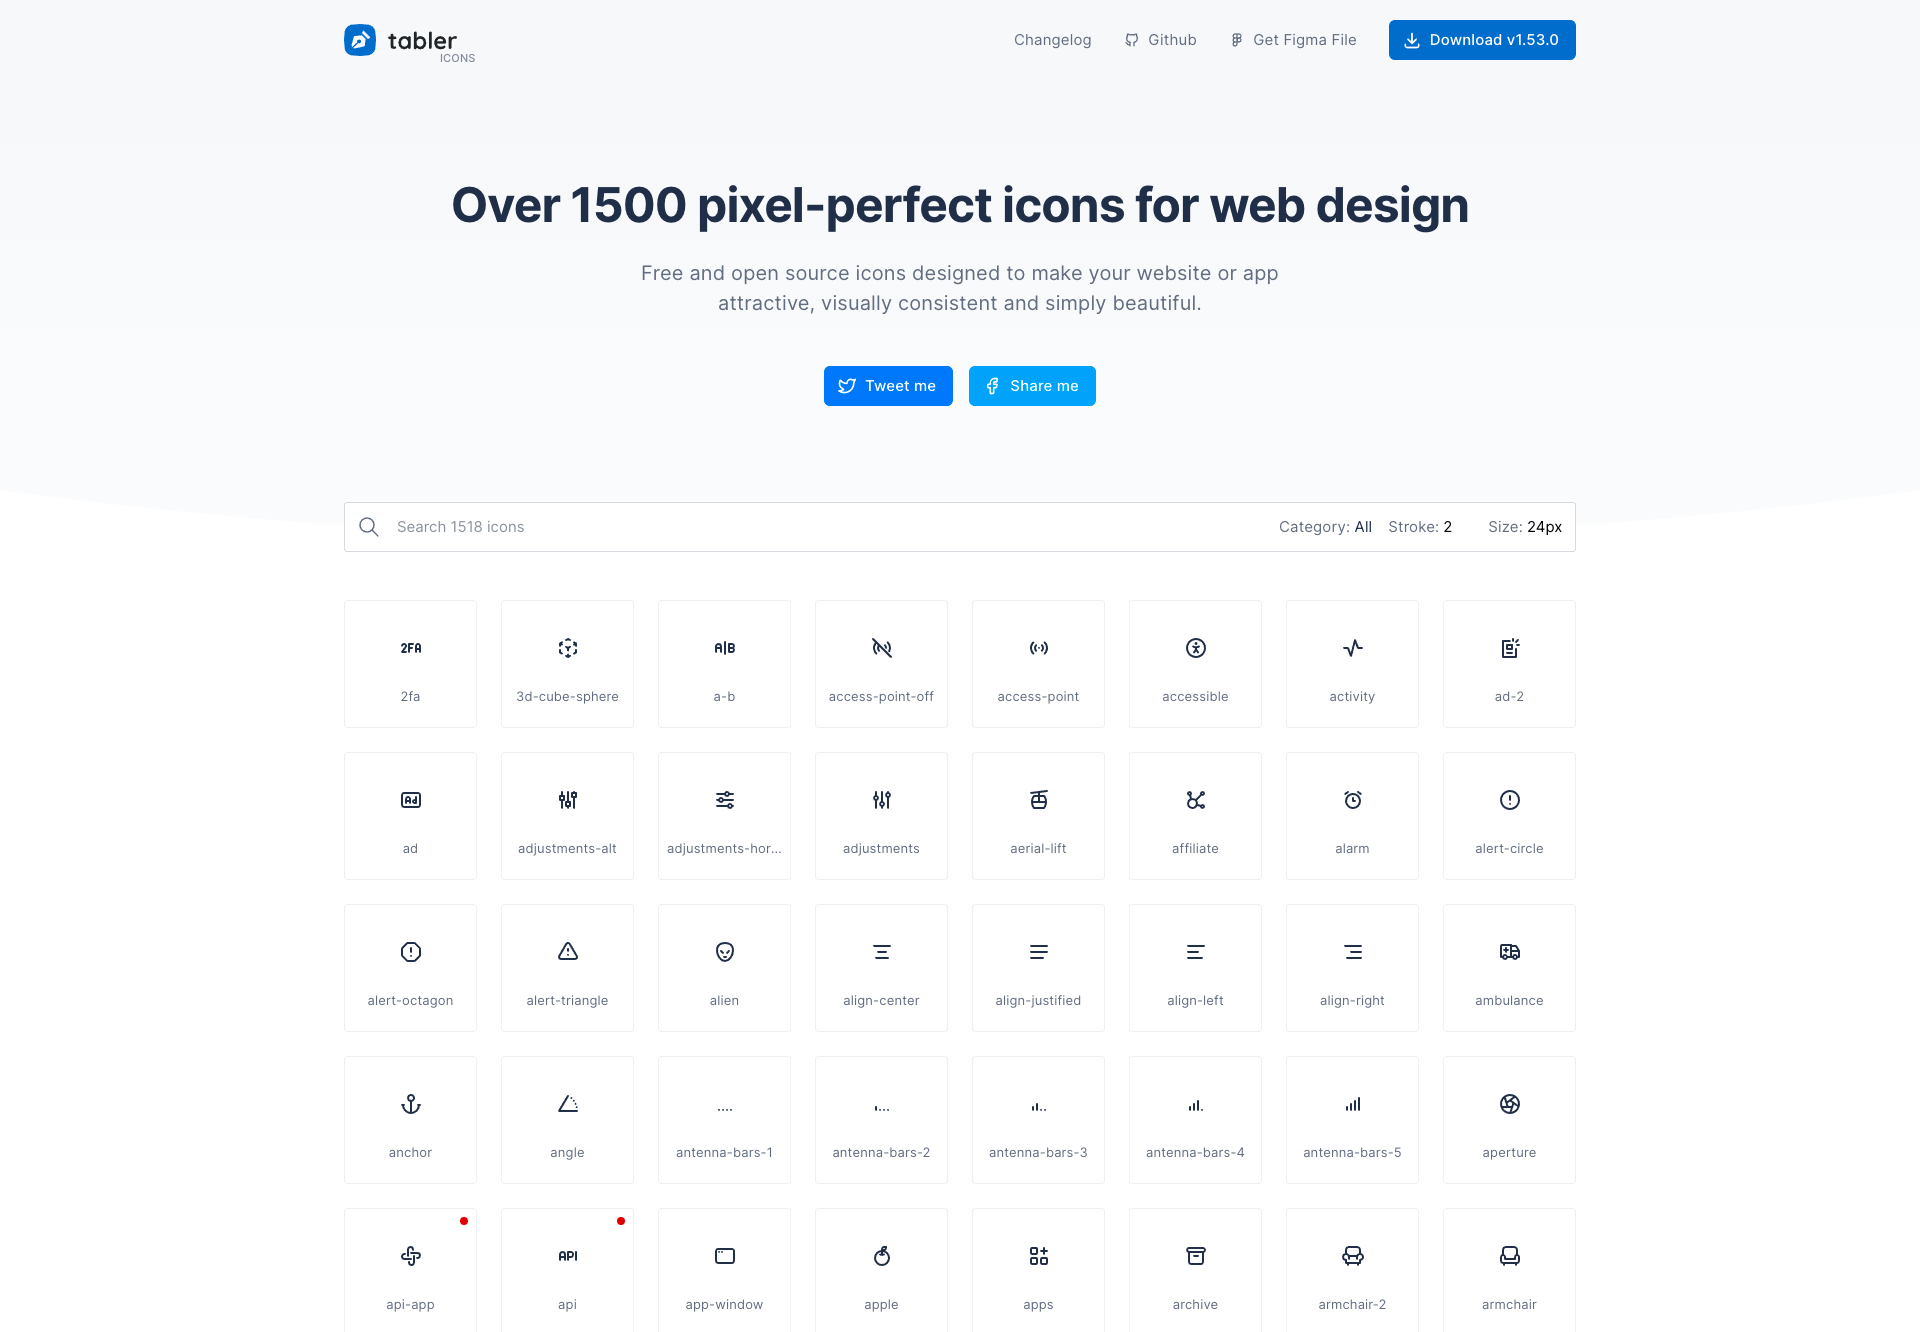 tabler
ICONS
Changelog
Github
Get Figma File
Download v1.53.0
Over 1500 pixel-perfect icons for web design
Free and open source icons designed to make your website or app
attractive, visually consistent and simply beautiful.
Tweet me
Share me
Search 1518 icons
Category: All
Stroke: 2
Size: 24px
2FA
A|B
2fa
3d-cube-sphere
a-b
access-point-off
access-point
accessible
activity
ad-2
Ad
ad
adjustments-alt
adjustments-hor...
adjustments
aerial-lift
affiliate
alarm
alert-circle
alert-octagon
alert-triangle
alien
align-center
align-justified
align-left
align-right
ambulance
anchor
angle
antenna-bars-1
antenna-bars-2
antenna-bars-3
antenna-bars-4
antenna-bars-5
aperture
API
api-app
api
app-window
apple
apps
archive
armchair-2
armchair